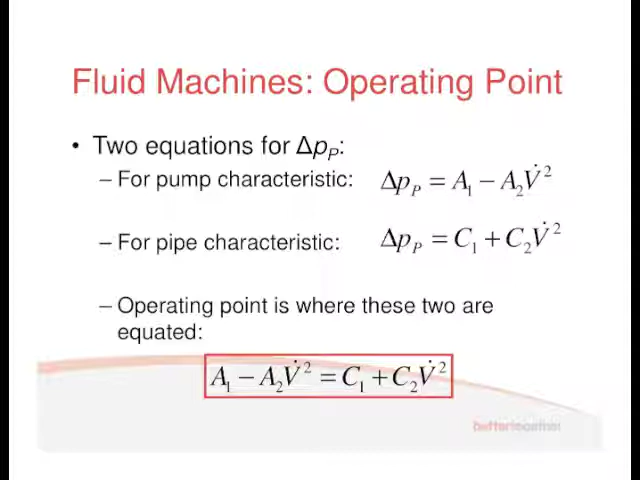 Fluid Machines: Operating Point
• Two equations for Δp_P:
– For pump characteristic: Δp_P = A_1 − A_2 V̇^2
– For pipe characteristic: Δp_P = C_1 + C_2 V̇^2
– Operating point is where these two are
equated:
A_1 − A_2 V̇^2 = C_1 + C_2 V̇^2
bettertogether